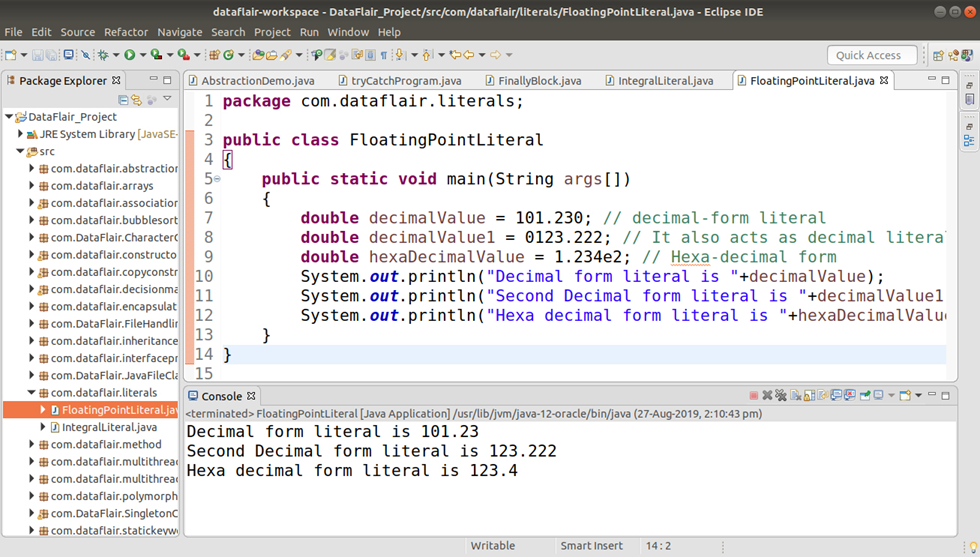 dataflair-workspace - DataFlair_Project/src/com/dataflair/literals/FloatingPointLiteral.java - Eclipse IDE
File Edit Source Refactor Navigate Search Project Run Window Help
Quick Access
Package Explorer
DataFlair_Project
JRE System Library [JavaSE-
src
com.dataflair.abstraction
com.dataflair.arrays
com.dataflair.association
com.dataflair.bubblesort
com.DataFlair.CharacterC
com.dataflair.constructo
com.dataflair.copyconstr
com.dataflair.decisionma
com.dataflair.encapsulat
com.DataFlair.FileHandlin
com.dataflair.inheritance
com.dataflair.interfacepr
com.DataFlair.JavaFileCla
com.dataflair.literals
FloatingPointLiteral.jav
IntegralLiteral.java
com.dataflair.method
com.dataflair.multithread
com.dataflair.multithread
com.dataflair.polymorph
com.DataFlair.SingletonC
com.dataflair.statickeyw
AbstractionDemo.java tryCatchProgram.java FinallyBlock.java IntegralLiteral.java FloatingPointLiteral.java
1 package com.dataflair.literals;
2
3 public class FloatingPointLiteral
4 {
5 public static void main(String args[])
6 {
7 double decimalValue = 101.230; // decimal-form literal
8 double decimalValue1 = 0123.222; // It also acts as decimal litera
9 double hexaDecimalValue = 1.234e2; // Hexa-decimal form
10 System.out.println("Decimal form literal is "+decimalValue);
11 System.out.println("Second Decimal form literal is "+decimalValue1
12 System.out.println("Hexa decimal form literal is "+hexaDecimalValue
13 }
14 }
15
Console
<terminated> FloatingPointLiteral [Java Application] /usr/lib/jvm/java-12-oracle/bin/java (27-Aug-2019, 2:10:43 pm)
Decimal form literal is 101.23
Second Decimal form literal is 123.222
Hexa decimal form literal is 123.4
Writable Smart Insert 14 : 2